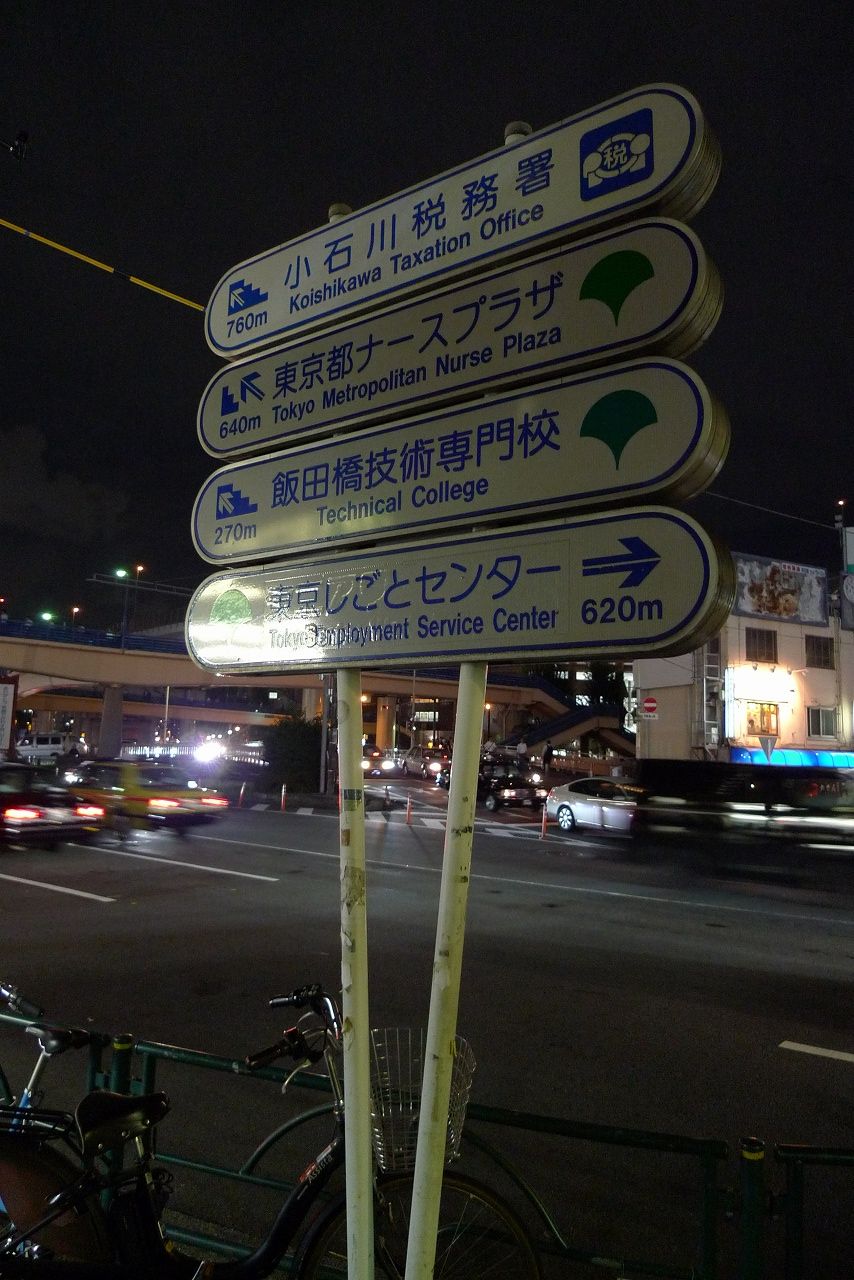 小石川税務署
税
Koishikawa Taxation Office
760m
東京都ナースプラザ
Tokyo Metropolitan Nurse Plaza
640m
飯田橋技術専門校
Technical College
270m
東京しごとセンター
Tokyo Employment Service Center
620m